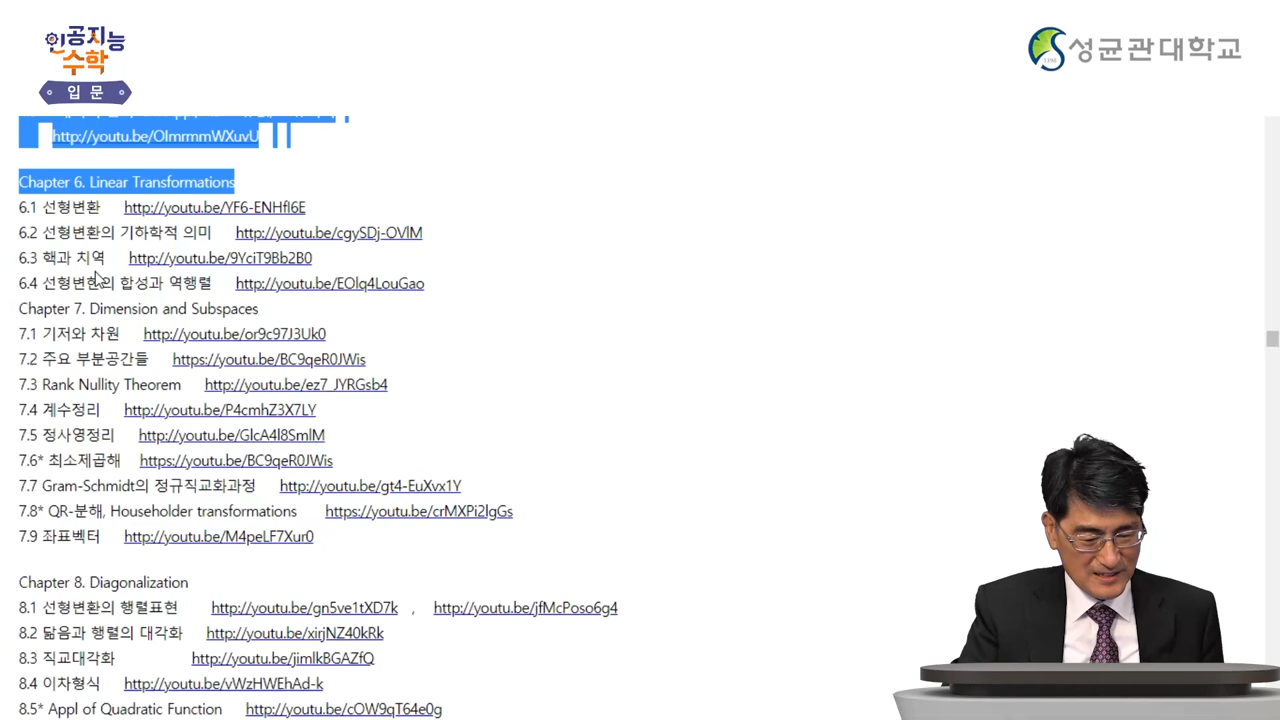 인공지능
수학
입문
성균관대학교
http://youtu.be/OlmrmmWXuvU
Chapter 6. Linear Transformations
6.1 선형변환 http://youtu.be/YF6-ENHfI6E
6.2 선형변환의 기하학적 의미 http://youtu.be/cgySDj-OVlM
6.3 핵과 치역 http://youtu.be/9YciT9Bb2B0
6.4 선형변환의 합성과 역행렬 http://youtu.be/EOlq4LouGao
Chapter 7. Dimension and Subspaces
7.1 기저와 차원 http://youtu.be/or9c97J3Uk0
7.2 주요 부분공간들 https://youtu.be/BC9qeR0JWis
7.3 Rank Nullity Theorem http://youtu.be/ez7_JYRGsb4
7.4 계수정리 http://youtu.be/P4cmhZ3X7LY
7.5 정사영정리 http://youtu.be/GlcA4l8SmlM
7.6* 최소제곱해 https://youtu.be/BC9qeR0JWis
7.7 Gram-Schmidt의 정규직교화과정 http://youtu.be/gt4-EuXvx1Y
7.8* QR-분해, Householder transformations https://youtu.be/crMXPi2lgGs
7.9 좌표벡터 http://youtu.be/M4peLF7Xur0
Chapter 8. Diagonalization
8.1 선형변환의 행렬표현 http://youtu.be/gn5ve1tXD7k , http://youtu.be/jfMcPoso6g4
8.2 닮음과 행렬의 대각화 http://youtu.be/xirjNZ40kRk
8.3 직교대각화 http://youtu.be/jimlkBGAZfQ
8.4 이차형식 http://youtu.be/vWzHWEhAd-k
8.5* Appl of Quadratic Function http://youtu.be/cOW9qT64e0g